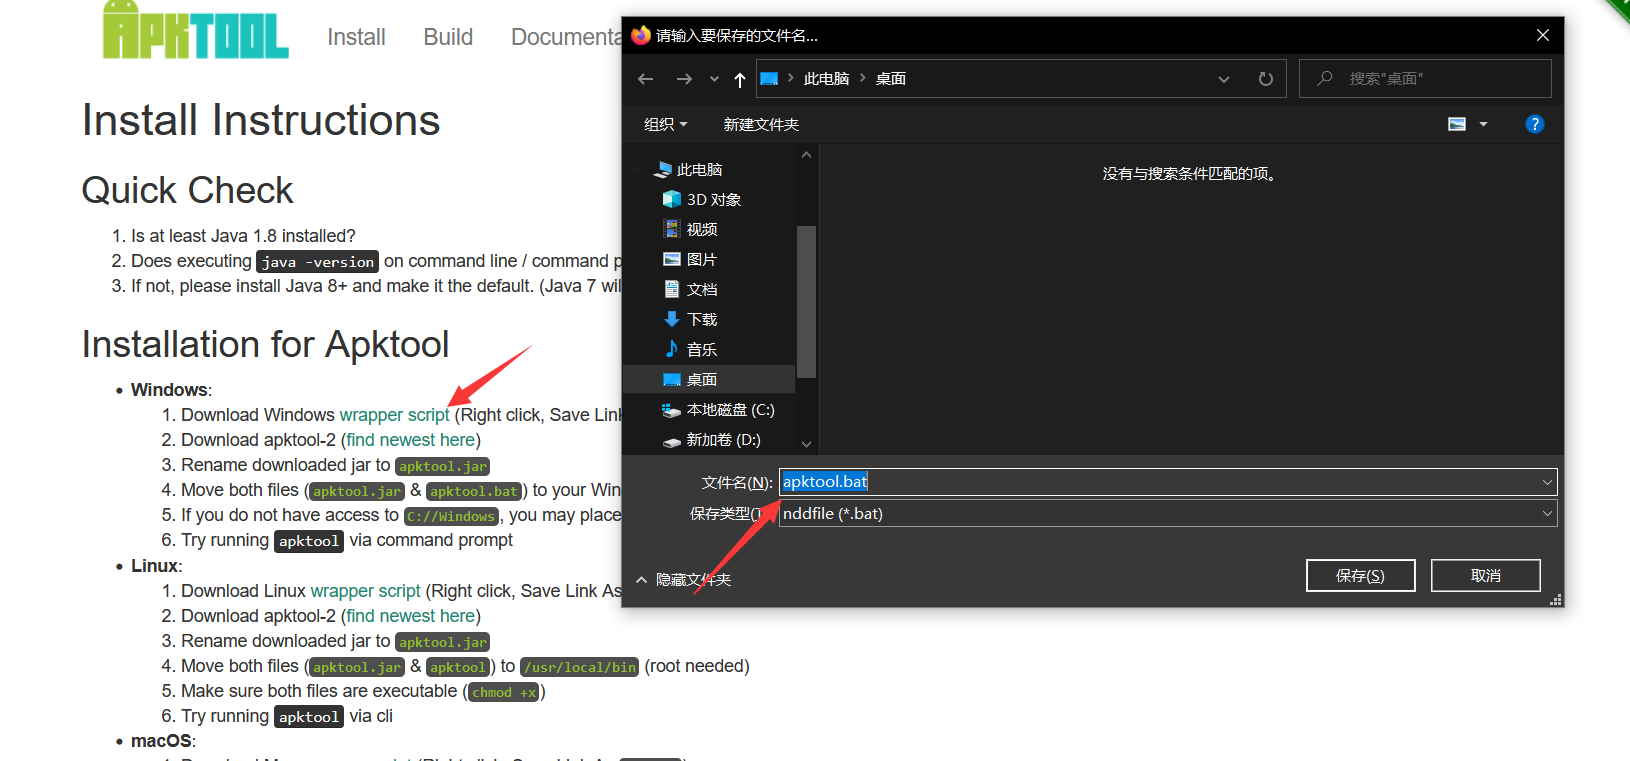 APKTOOL
Install Build Documenta
Install Instructions
Quick Check
1. Is at least Java 1.8 installed?
2. Does executing java -version on command line / command p
3. If not, please install Java 8+ and make it the default. (Java 7 wil
Installation for Apktool
• Windows:
1. Download Windows wrapper script (Right click, Save Link
2. Download apktool-2 (find newest here)
3. Rename downloaded jar to apktool.jar
4. Move both files (apktool.jar & apktool.bat) to your Win
5. If you do not have access to C://Windows, you may place
6. Try running apktool via command prompt
• Linux:
1. Download Linux wrapper script (Right click, Save Link As
2. Download apktool-2 (find newest here)
3. Rename downloaded jar to apktool.jar
4. Move both files (apktool.jar & apktool) to /usr/local/bin (root needed)
5. Make sure both files are executable (chmod +x)
6. Try running apktool via cli
• macOS:
请输入要保存的文件名...
此电脑 桌面
搜索"桌面"
组织 新建文件夹
?
此电脑
3D 对象
视频
图片
文档
下载
音乐
桌面
本地磁盘 (C:)
新加卷 (D:)
没有与搜索条件匹配的项。
文件名(N): apktool.bat
保存类型(T nddfile (*.bat)
隐藏文件夹
保存(S) 取消